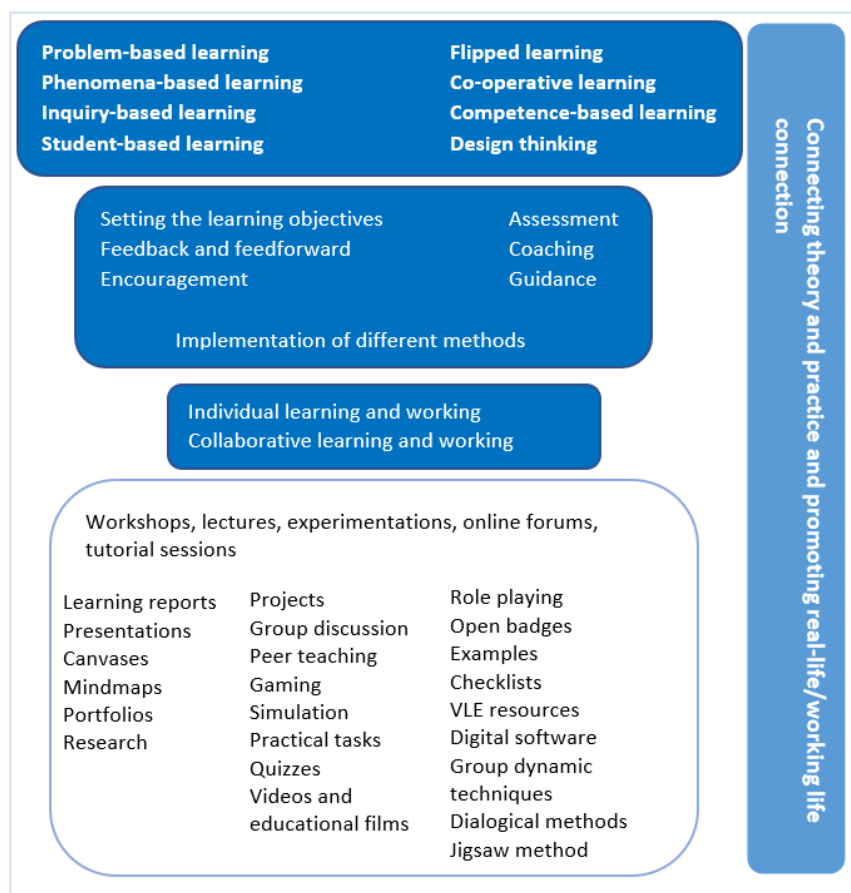 Problem-based learning
Phenomena-based learning
Inquiry-based learning
Student-based learning
Flipped learning
Co-operative learning
Competence-based learning
Design thinking
Setting the learning objectives
Feedback and feedforward
Encouragement
Assessment
Coaching
Guidance
Implementation of different methods
Individual learning and working
Collaborative learning and working
Workshops, lectures, experimentations, online forums,
tutorial sessions
Learning reports
Presentations
Canvases
Mindmaps
Portfolios
Research
Projects
Group discussion
Peer teaching
Gaming
Simulation
Practical tasks
Quizzes
Videos and
educational films
Role playing
Open badges
Examples
Checklists
VLE resources
Digital software
Group dynamic
techniques
Dialogical methods
Jigsaw method
Connecting theory and practice and promoting real-life/working life
connection